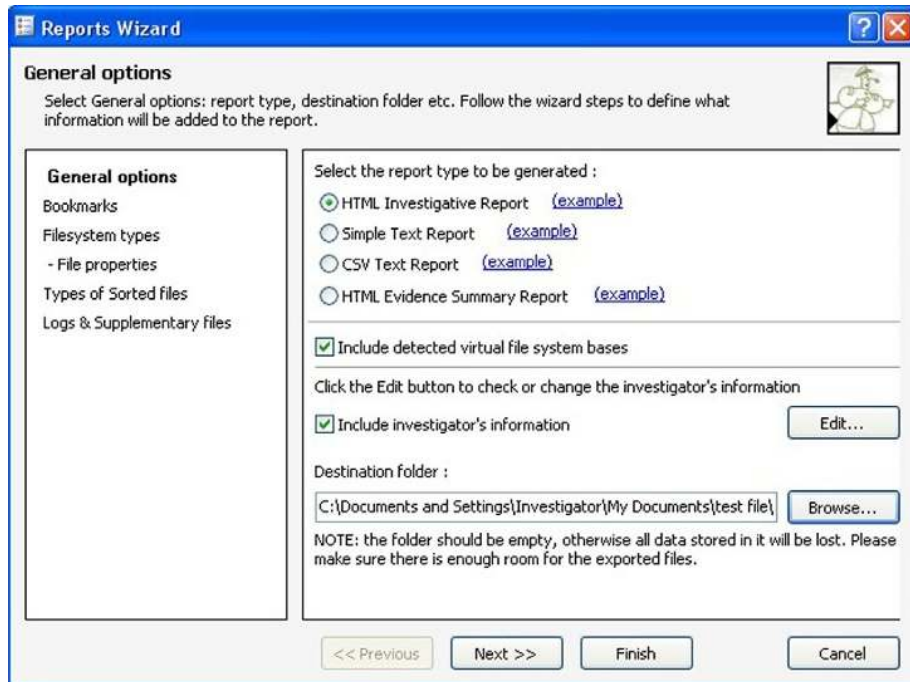 Reports Wizard
General options
Select General options: report type, destination folder etc. Follow the wizard steps to define what
information will be added to the report.
General options
Bookmarks
Filesystem types
- File properties
Types of Sorted files
Logs & Supplementary files
Select the report type to be generated :
HTML Investigative Report (example)
Simple Text Report (example)
CSV Text Report (example)
HTML Evidence Summary Report (example)
Include detected virtual file system bases
Click the Edit button to check or change the investigator's information
Include investigator's information
Edit...
Destination folder :
C:\Documents and Settings\Investigator\My Documents\test file\
Browse...
NOTE: the folder should be empty, otherwise all data stored in it will be lost. Please
make sure there is enough room for the exported files.
<< Previous
Next >>
Finish
Cancel